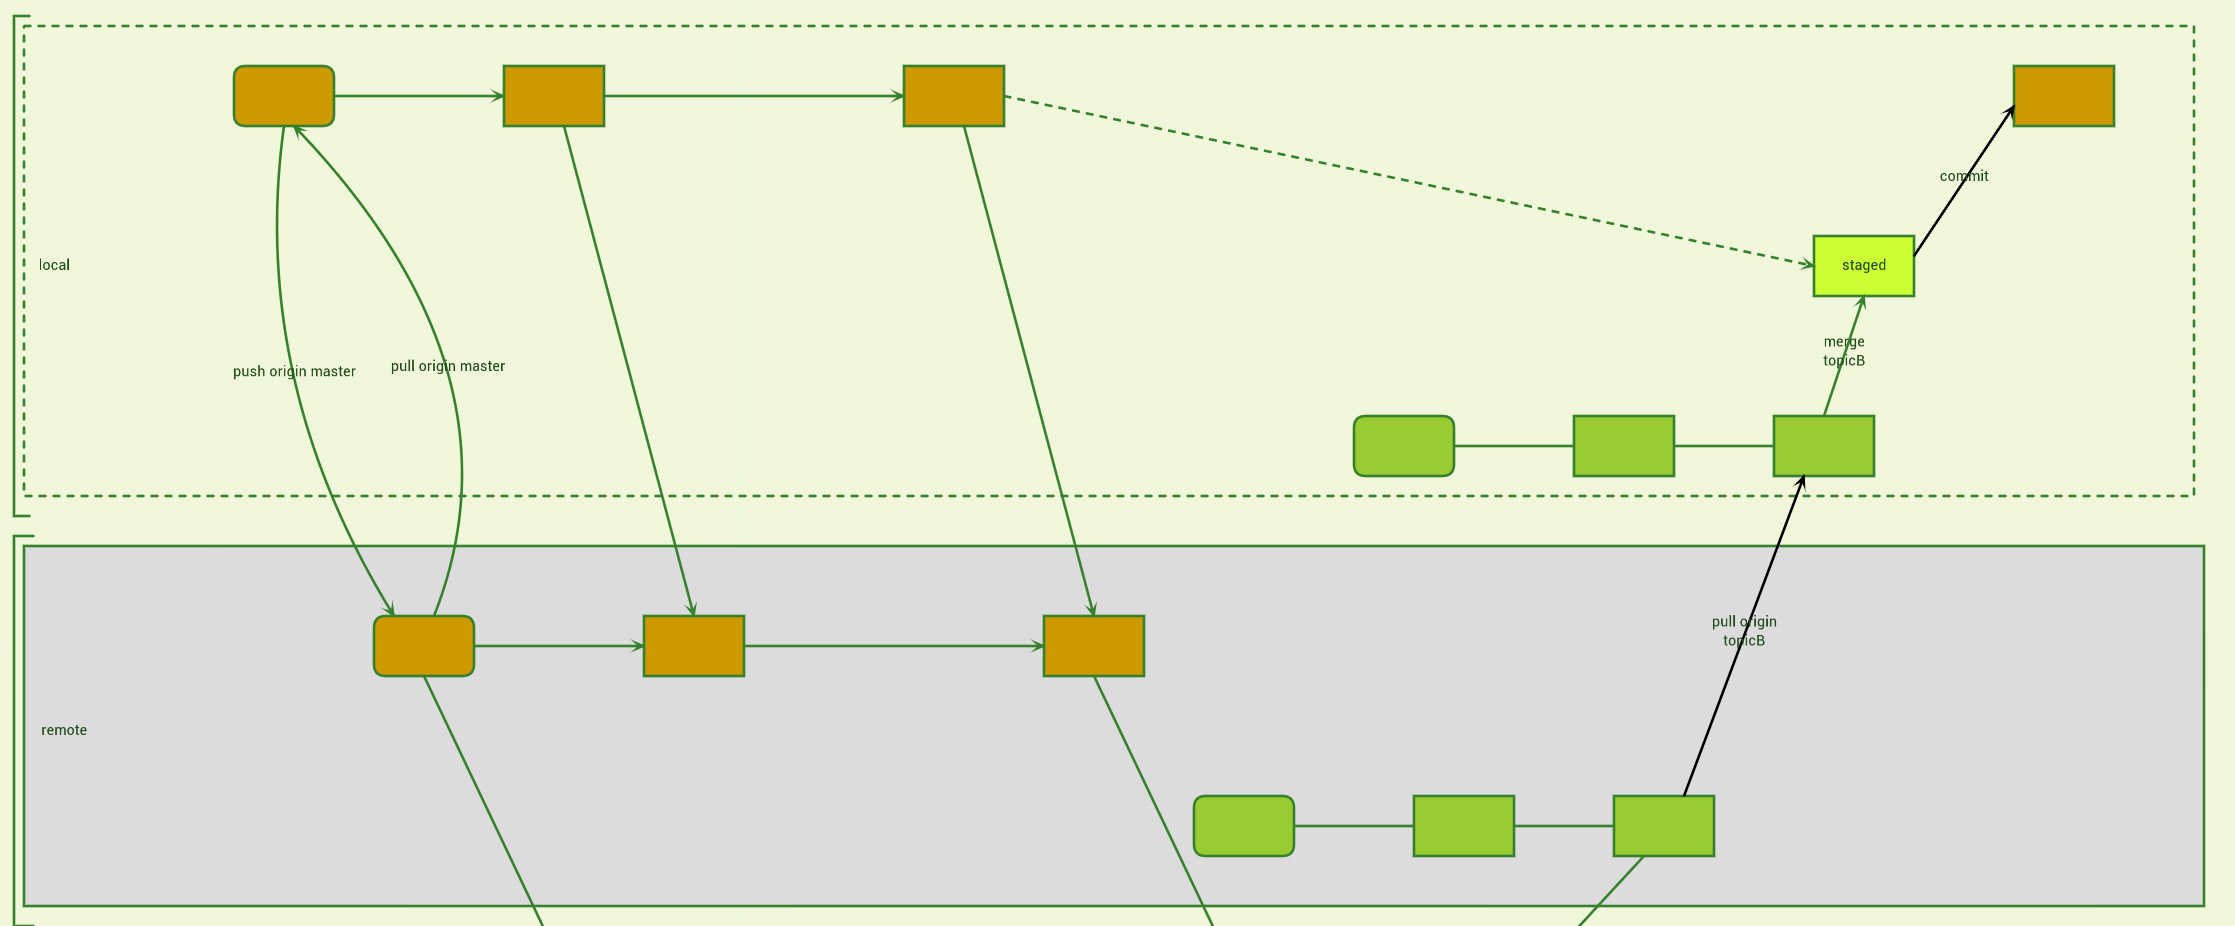 commit
local
staged
merge
topicB
push origin master
pull origin master
pull origin
topicB
remote